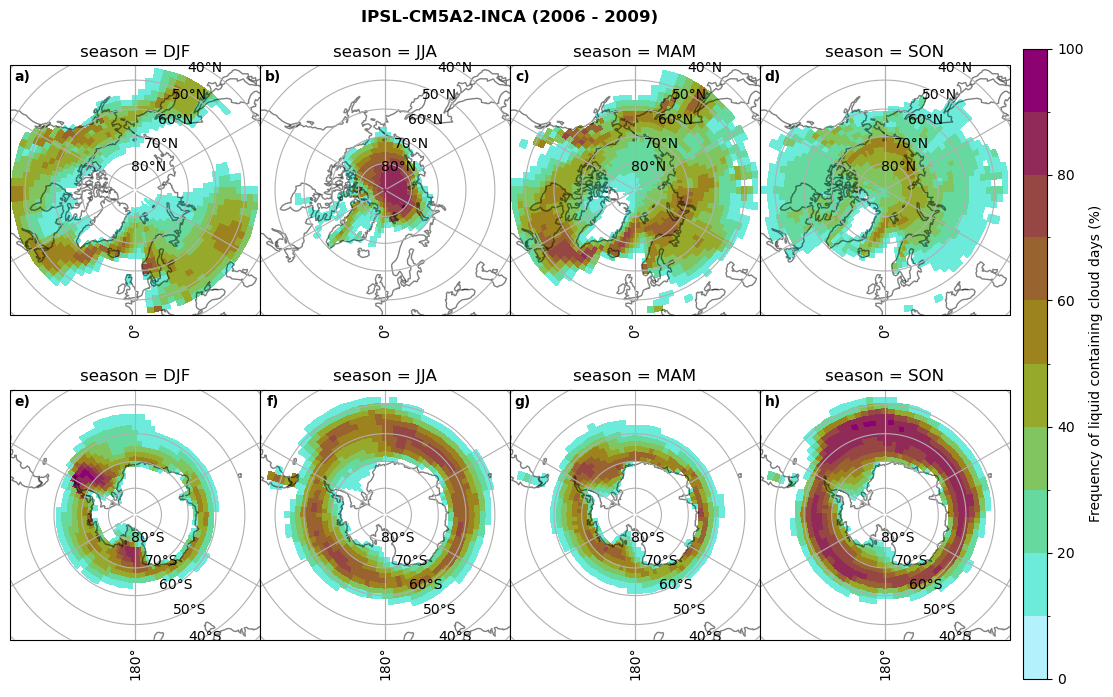 IPSL-CM5A2-INCA (2006 - 2009)
season = DJF
season = JJA
season = MAM
season = SON
a)
40°N
50°N
60°N
70°N
80°N
0°
b)
40°N
50°N
60°N
70°N
80°N
0°
c)
40°N
50°N
60°N
70°N
80°N
0°
d)
40°N
50°N
60°N
70°N
80°N
0°
season = DJF
season = JJA
season = MAM
season = SON
e)
80°S
70°S
60°S
50°S
40°S
180°
f)
80°S
70°S
60°S
50°S
40°S
180°
g)
80°S
70°S
60°S
50°S
40°S
180°
h)
80°S
70°S
60°S
50°S
40°S
180°
100
80
60
40
20
0
Frequency of liquid containing cloud days (%)